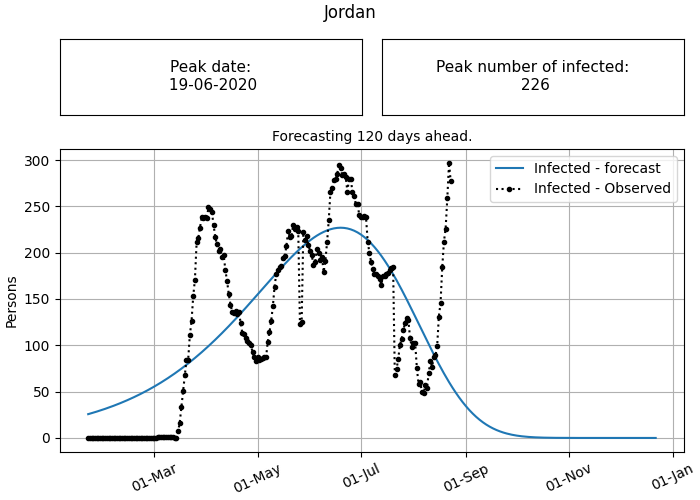 Jordan
Peak date:
19-06-2020
Peak number of infected:
226
Forecasting 120 days ahead.
Infected - forecast
Infected - Observed
Persons
300
250
200
150
100
50
0
01-Mar
01-May
01-Jul
01-Sep
01-Nov
01-Jan